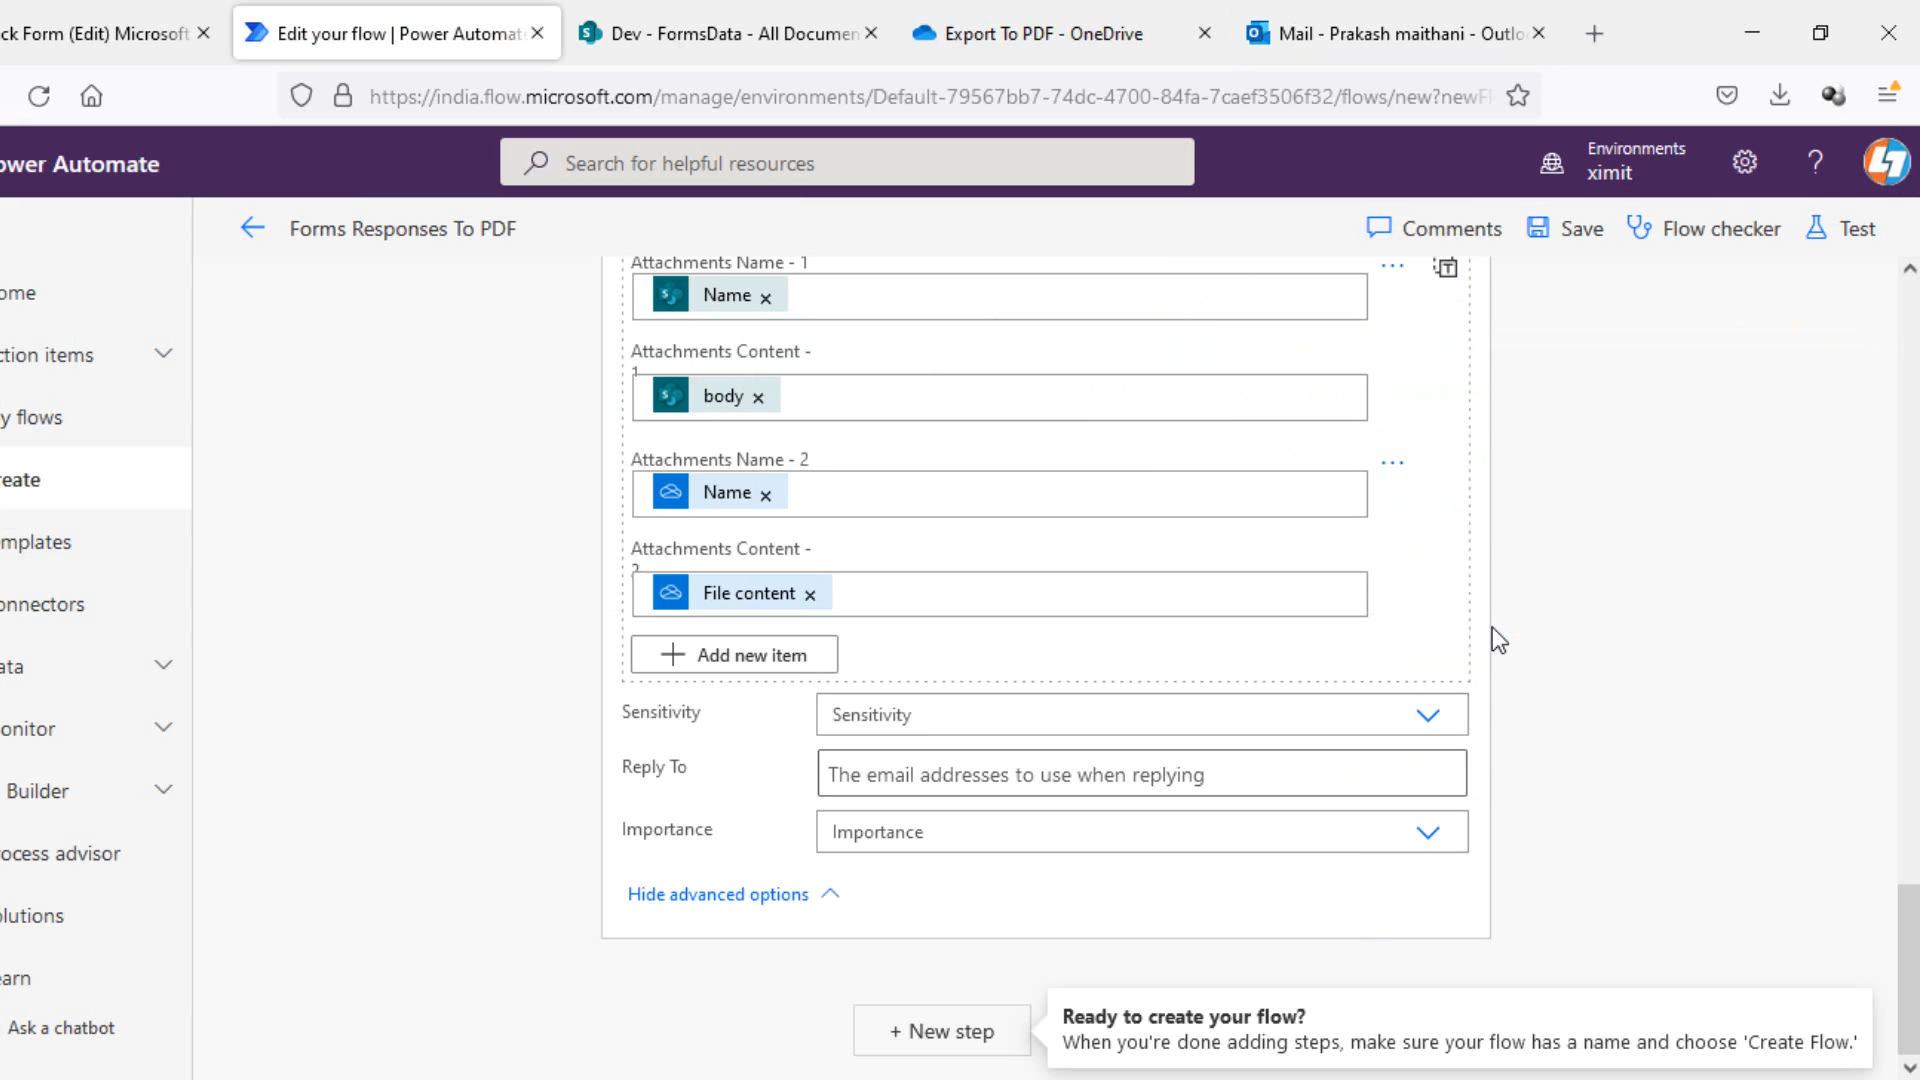 ck Form (Edit) Microsoft
Edit your flow | Power Automate
Dev - FormsData - All Documen
Export To PDF - OneDrive
Mail - Prakash maithani - Outlo
https://india.flow.microsoft.com/manage/environments/Default-79567bb7-74dc-4700-84fa-7caef3506f32/flows/new?newFl
ower Automate
Search for helpful resources
Environments
ximit
Forms Responses To PDF
Comments
Save
Flow checker
Test
ome
ction items
y flows
reate
emplates
onnectors
ata
onitor
Builder
rocess advisor
olutions
earn
Ask a chatbot
Attachments Name - 1
Name
Attachments Content -
1
body
Attachments Name - 2
Name
Attachments Content -
2
File content
Add new item
Sensitivity
Sensitivity
Reply To
The email addresses to use when replying
Importance
Importance
Hide advanced options
+ New step
Ready to create your flow?
When you're done adding steps, make sure your flow has a name and choose 'Create Flow.'